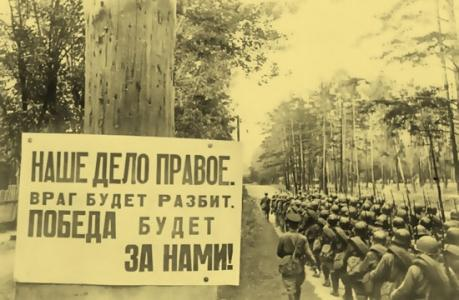 НАШЕ ДЕЛО ПРАВОЕ.
ВРАГ БУДЕТ РАЗБИТ.
ПОБЕДА БУДЕТ
ЗА НАМИ!